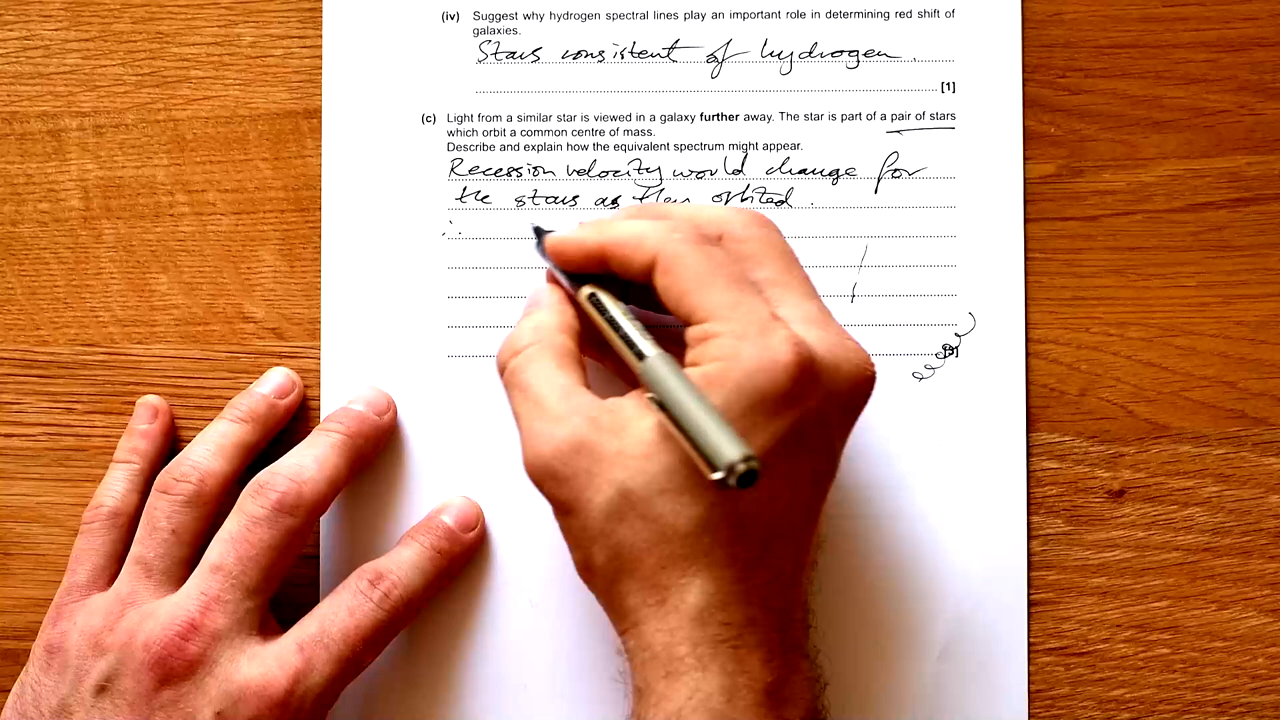 (iv) Suggest why hydrogen spectral lines play an important role in determining red shift of
galaxies.
Stars consistent of hydrogen.
[1]
(c) Light from a similar star is viewed in a galaxy further away. The star is part of a pair of stars
which orbit a common centre of mass.
Describe and explain how the equivalent spectrum might appear.
Recession velocity would change for
the stars as they orbited.
∴
[3]